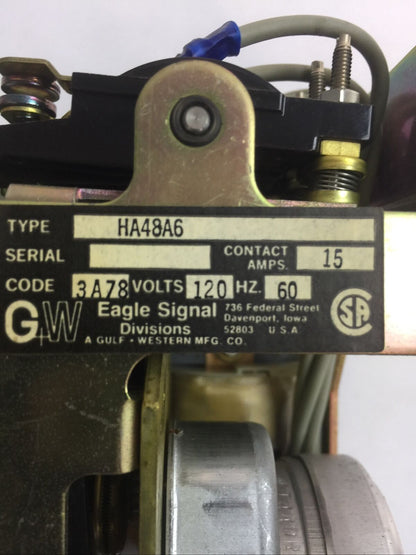 TYPE HA48A6
SERIAL CONTACT AMPS. 15
CODE 3A78 VOLTS 120 HZ. 60
G+W Eagle Signal Divisions 736 Federal Street
Davenport, Iowa
52803 U.S.A
A GULF + WESTERN MFG. CO.
SA